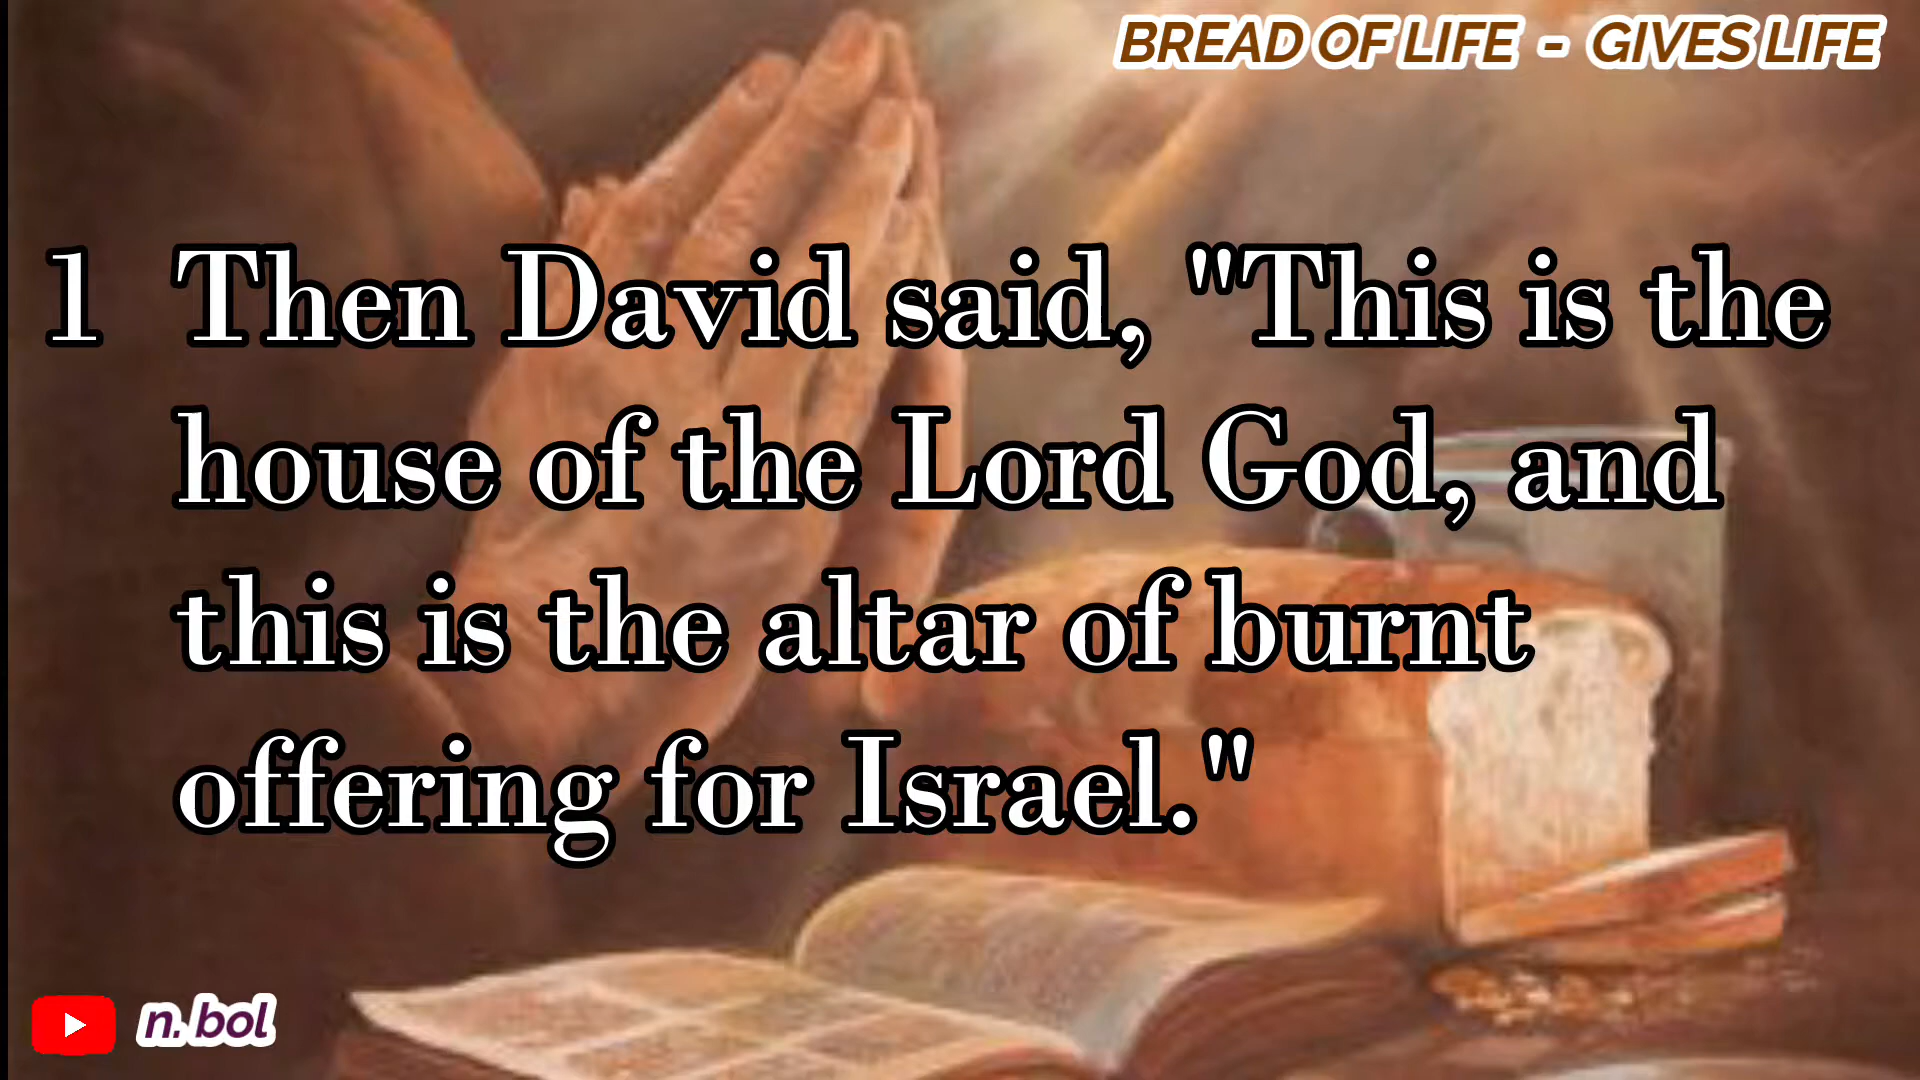 BREAD OF LIFE - GIVES LIFE
1 Then David said, "This is the
house of the Lord God, and
this is the altar of burnt
offering for Israel."
n. bol